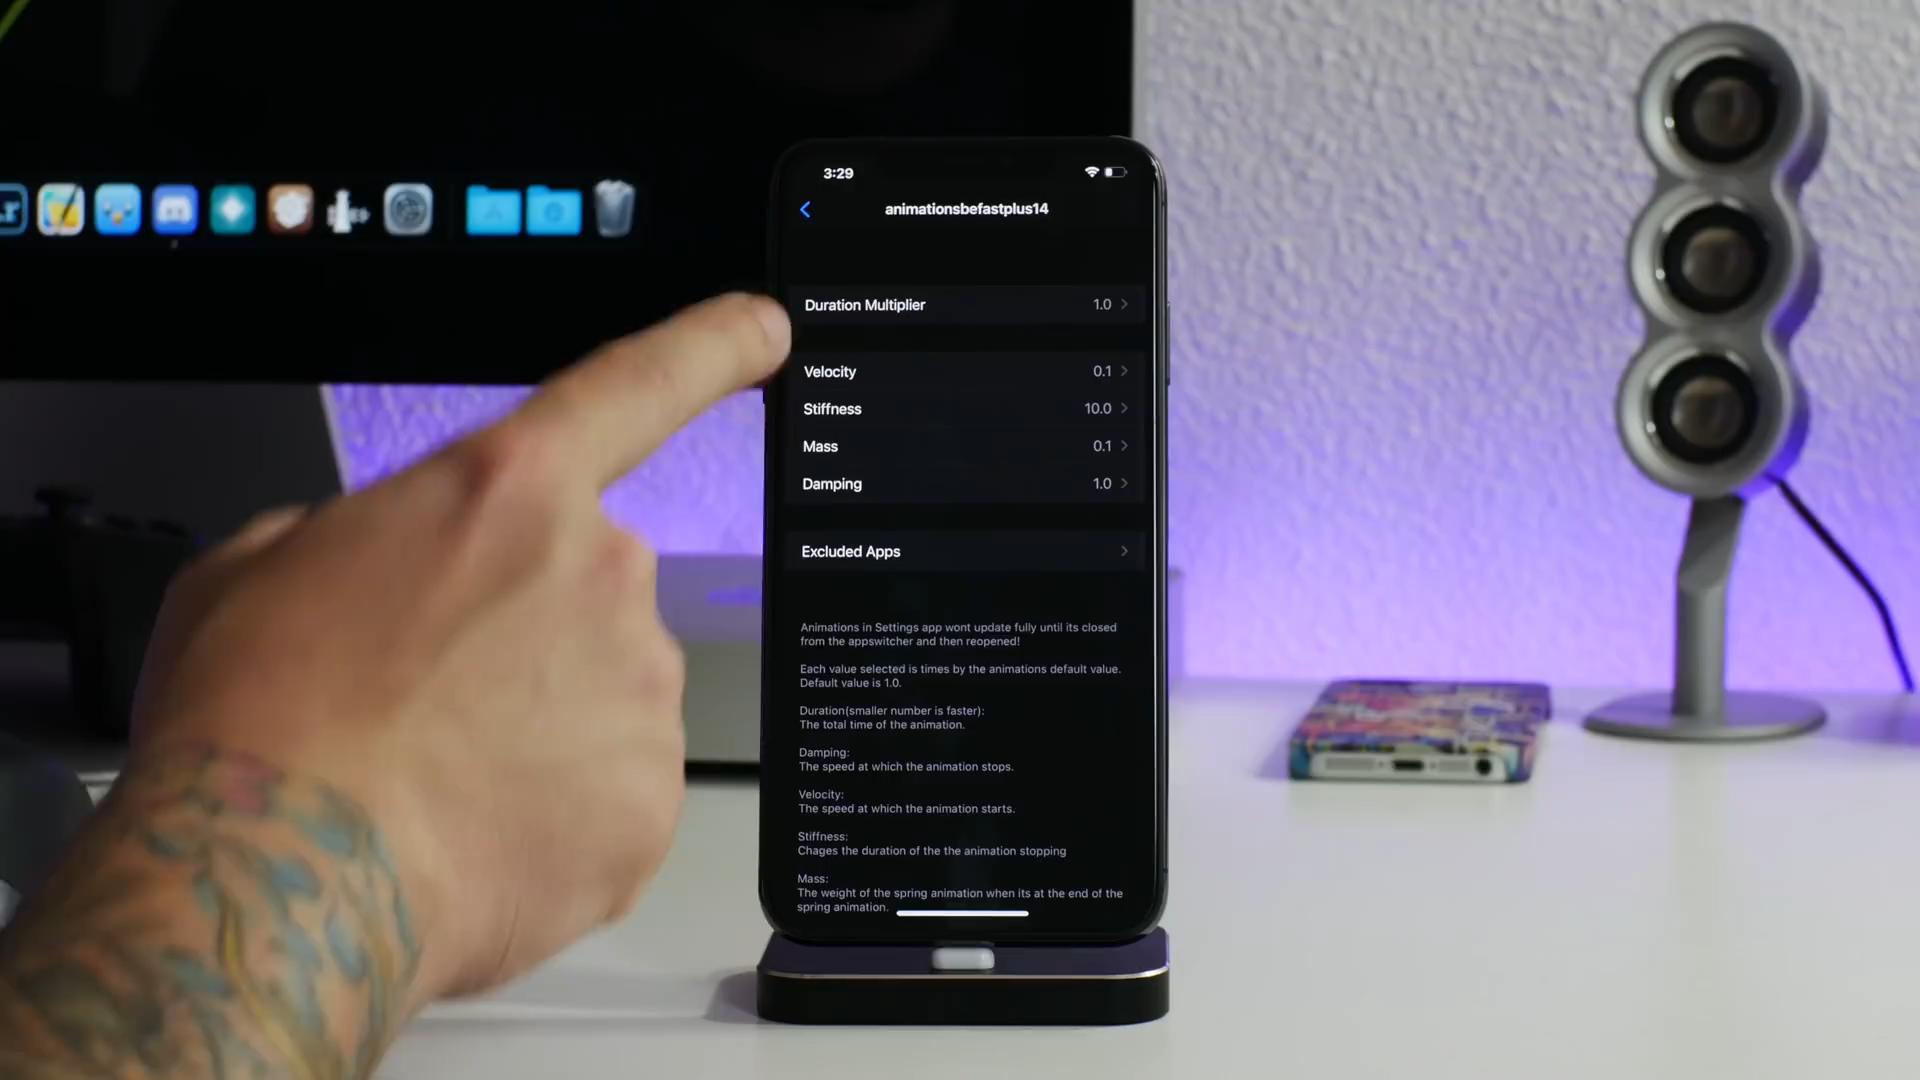 3:29
animationsbefastplus14
Duration Multiplier 1.0
Velocity 0.1
Stiffness 10.0
Mass 0.1
Damping 1.0
Excluded Apps
Animations in Settings app wont update fully until its closed
from the appswitcher and then reopened!
Each value selected is times by the animations default value.
Default value is 1.0.
Duration(smaller number is faster):
The total time of the animation.
Damping:
The speed at which the animation stops.
Velocity:
The speed at which the animation starts.
Stiffness:
Chages the duration of the the animation stopping
Mass:
The weight of the spring animation when its at the end of the
spring animation.